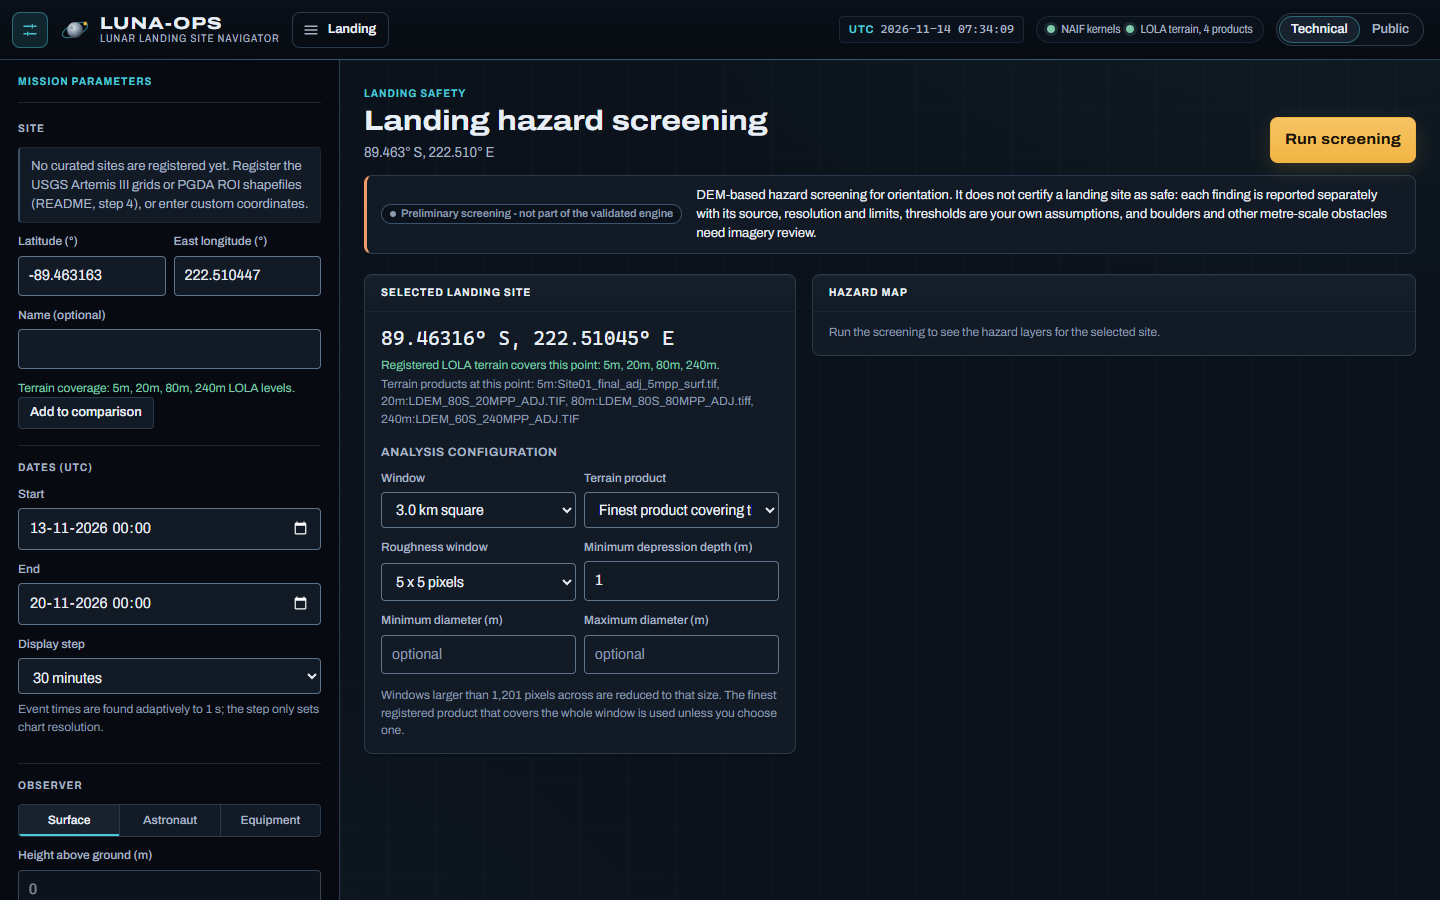 LUNA-OPS
LUNAR LANDING SITE NAVIGATOR
Landing
UTC 2026-11-14 07:34:09
NAIF kernels
LOLA terrain, 4 products
Technical
Public
MISSION PARAMETERS
SITE
No curated sites are registered yet. Register the
USGS Artemis III grids or PGDA ROI shapefiles
(README, step 4), or enter custom coordinates.
Latitude (°)
East longitude (°)
-89.463163
222.510447
Name (optional)
Terrain coverage: 5m, 20m, 80m, 240m LOLA levels.
Add to comparison
DATES (UTC)
Start
13-11-2026 00:00
End
20-11-2026 00:00
Display step
30 minutes
Event times are found adaptively to 1 s; the step only sets
chart resolution.
OBSERVER
Surface
Astronaut
Equipment
Height above ground (m)
0
LANDING SAFETY
Landing hazard screening
89.463° S, 222.510° E
Run screening
Preliminary screening - not part of the validated engine
DEM-based hazard screening for orientation. It does not certify a landing site as safe: each finding is reported separately
with its source, resolution and limits, thresholds are your own assumptions, and boulders and other metre-scale obstacles
need imagery review.
SELECTED LANDING SITE
89.46316° S, 222.51045° E
Registered LOLA terrain covers this point: 5m, 20m, 80m, 240m.
Terrain products at this point: 5m:Site01_final_adj_5mpp_surf.tif,
20m:LDEM_80S_20MPP_ADJ.TIF, 80m:LDEM_80S_80MPP_ADJ.tiff,
240m:LDEM_60S_240MPP_ADJ.TIF
ANALYSIS CONFIGURATION
Window
Terrain product
3.0 km square
Finest product covering t
Roughness window
Minimum depression depth (m)
5 x 5 pixels
1
Minimum diameter (m)
Maximum diameter (m)
optional
optional
Windows larger than 1,201 pixels across are reduced to that size. The finest
registered product that covers the whole window is used unless you choose
one.
HAZARD MAP
Run the screening to see the hazard layers for the selected site.